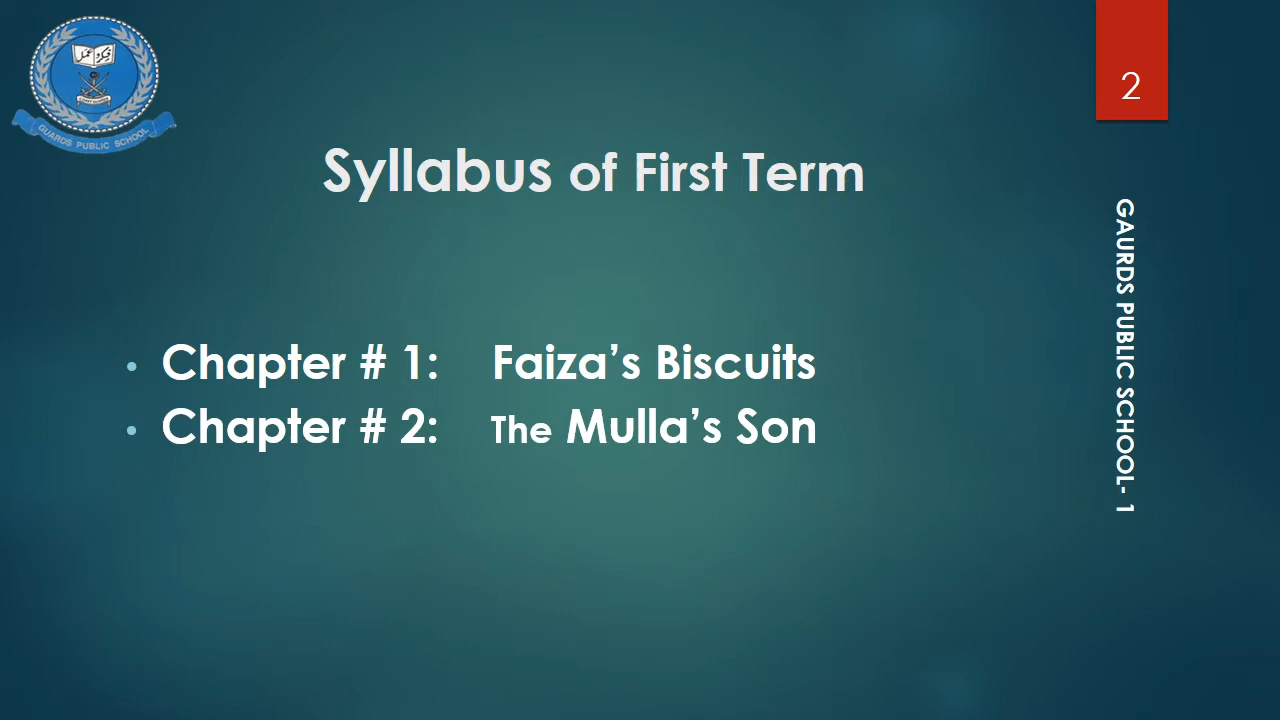 GUARDS PUBLIC SCHOOL
2
Syllabus of First Term
• Chapter # 1: Faiza’s Biscuits
• Chapter # 2: The Mulla’s Son
GAURDS PUBLIC SCHOOL- 1